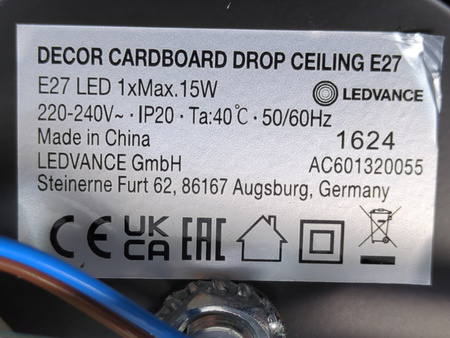 DECOR CARDBOARD DROP CEILING E27
E27 LED 1xMax.15W
LEDVANCE
220-240V~ · IP20 · Ta:40℃ · 50/60Hz
Made in China
1624
LEDVANCE GmbH
AC601320055
Steinerne Furt 62, 86167 Augsburg, Germany
CE UK CA EAC